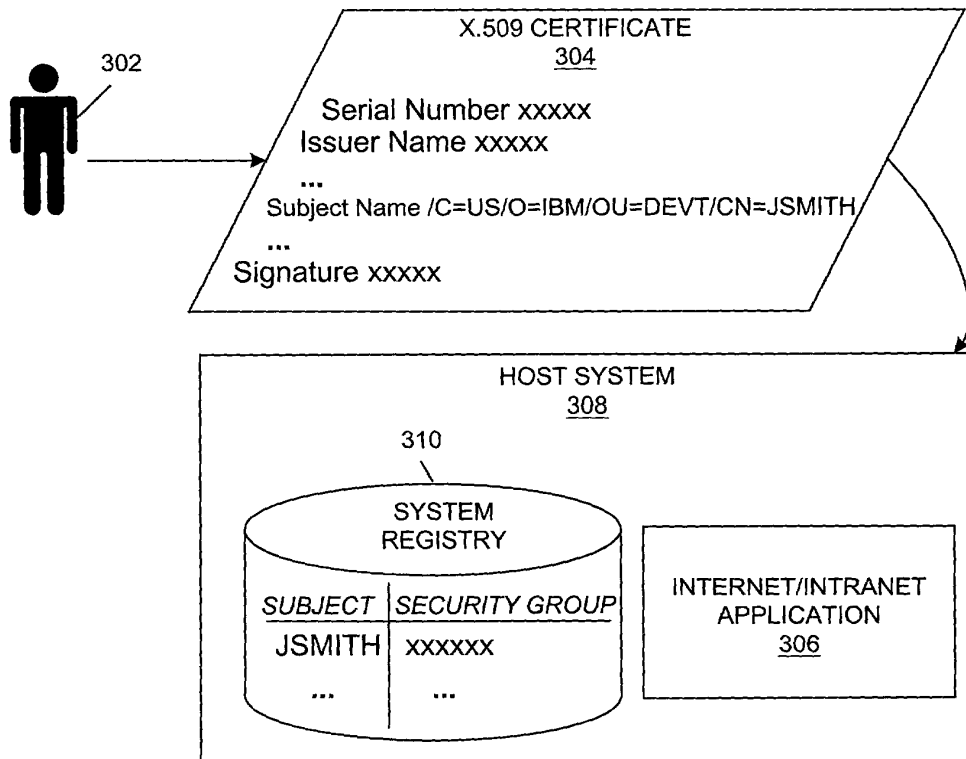 X.509 CERTIFICATE
304
302
Serial Number xxxxx
Issuer Name xxxxx
...
Subject Name /C=US/O=IBM/OU=DEVT/CN=JSMITH
...
Signature xxxxx
HOST SYSTEM
308
310
SYSTEM
REGISTRY
SUBJECT SECURITY GROUP
JSMITH xxxxxx
... ...
INTERNET/INTRANET
APPLICATION
306